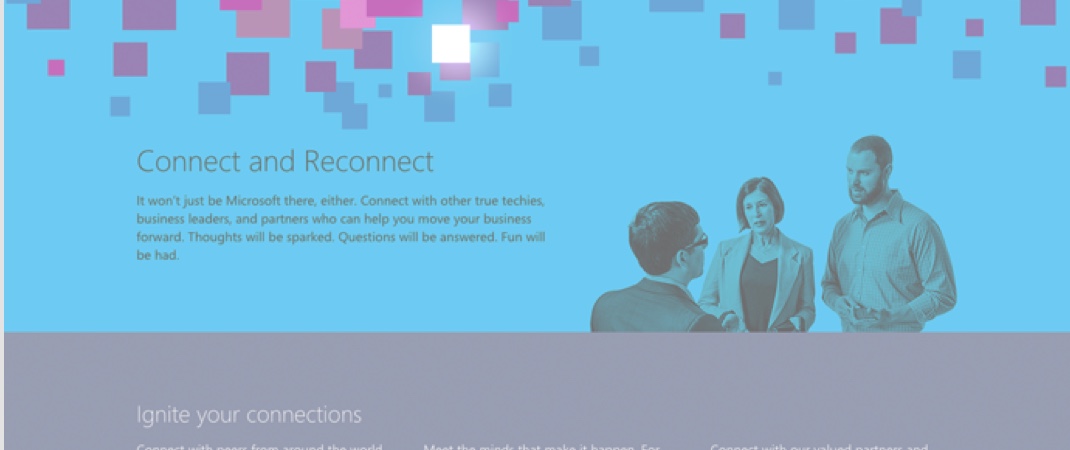 Connect and Reconnect
It won't just be Microsoft there, either. Connect with other true techies,
business leaders, and partners who can help you move your business
forward. Thoughts will be sparked. Questions will be answered. Fun will
be had.
Ignite your connections
Connect with peers from around the world
Meet the minds that make it happen. For
Connect with our valued partners and